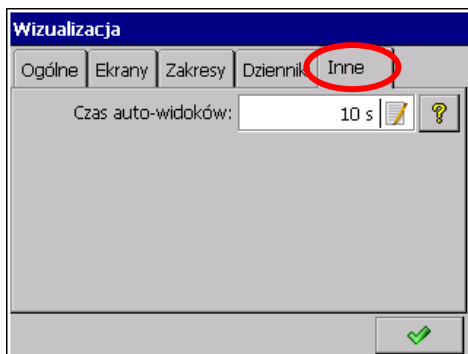 Wizualizacja
Ogólne Ekrany Zakresy Dziennik Inne
Czas auto-widoków: 10 s ?